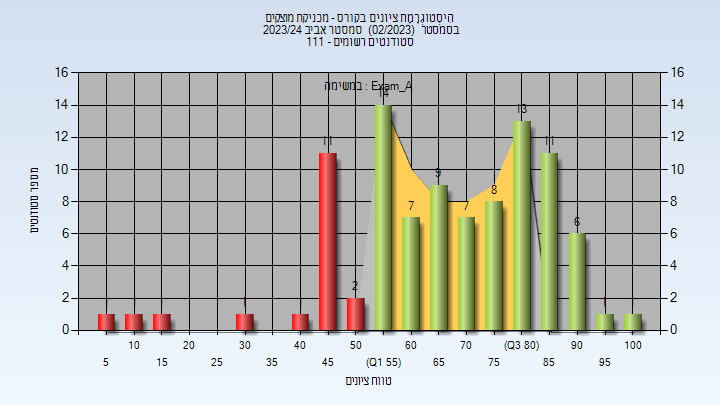 היסטוגרמת ציונים בקורס - מכניקת מוצקים
בסמסטר (02/2023) סמסטר אביב 2023/24
סטודנטים רשומים - 111
במשימה : Exam_A
מספר סטודנטים
16 16
14 14
12 12
10 10
8 8
6 6
4 4
2 2
0 0
1 11 2 14 7 9 7 8 13 11 6 1
10 20 30 40 50 60 70 (Q3 80) 90 100
5 15 25 35 45 (Q1 55) 65 75 85 95
טווח ציונים